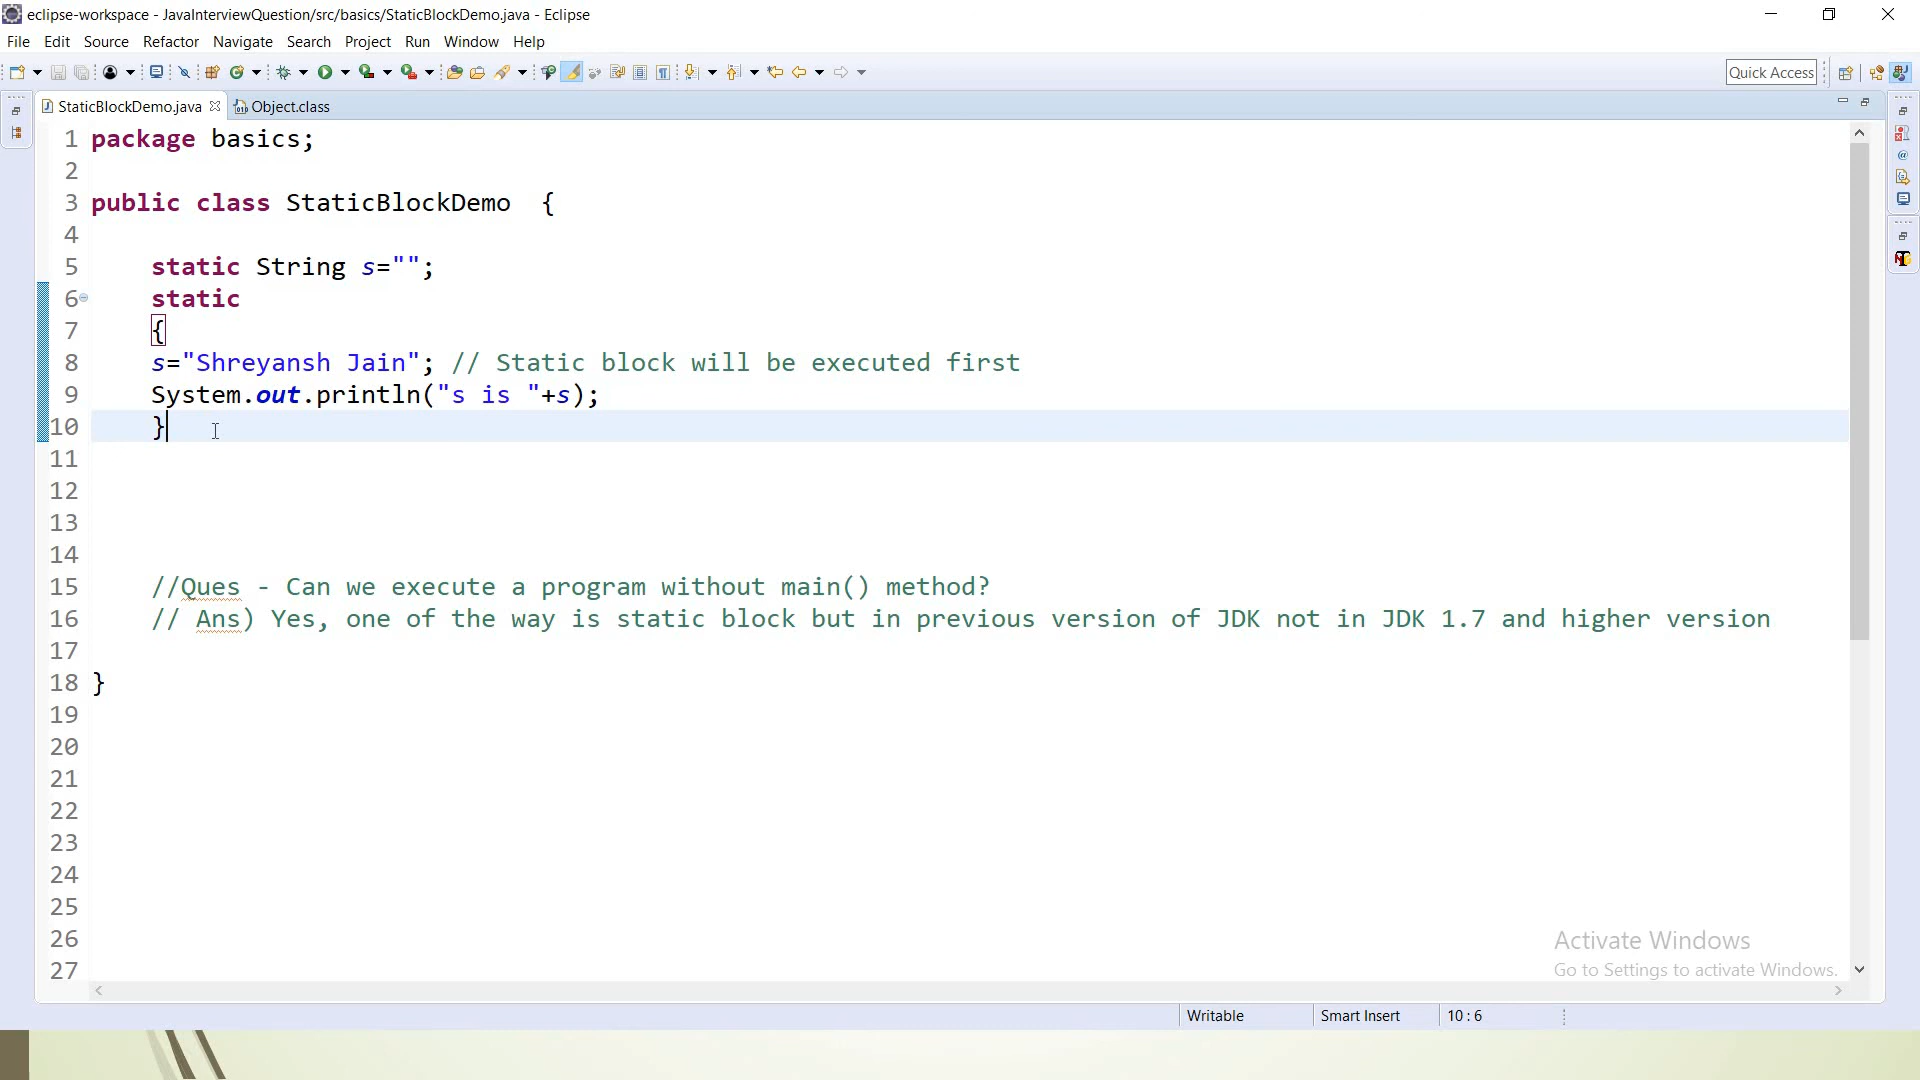 eclipse-workspace - JavaInterviewQuestion/src/basics/StaticBlockDemo.java - Eclipse
File Edit Source Refactor Navigate Search Project Run Window Help
Quick Access
StaticBlockDemo.java Object.class
1 package basics;
2
3 public class StaticBlockDemo {
4
5 static String s="";
6 static
7 {
8 s="Shreyansh Jain"; // Static block will be executed first
9 System.out.println("s is "+s);
10 }
11
12
13
14
15 //Ques - Can we execute a program without main() method?
16 // Ans) Yes, one of the way is static block but in previous version of JDK not in JDK 1.7 and higher version
17
18 }
19
20
21
22
23
24
25
26
27
Activate Windows
Go to Settings to activate Windows.
Writable Smart Insert 10 : 6